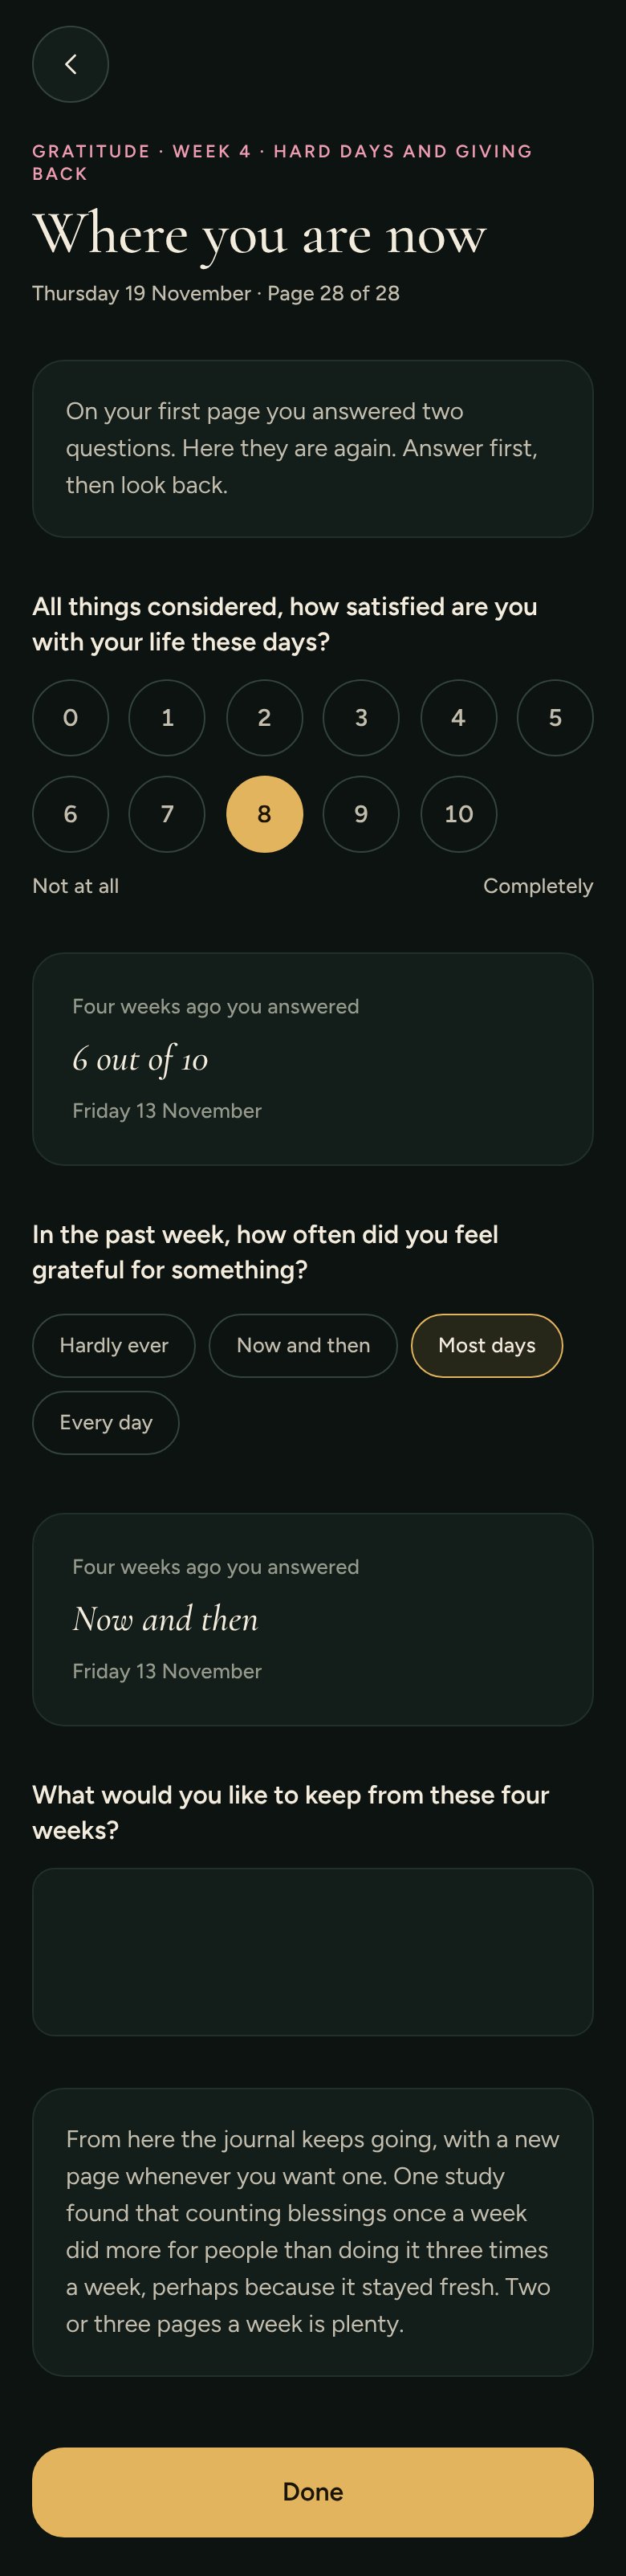 GRATITUDE · WEEK 4 · HARD DAYS AND GIVING
BACK
Where you are now
Thursday 19 November · Page 28 of 28
On your first page you answered two
questions. Here they are again. Answer first,
then look back.
All things considered, how satisfied are you
with your life these days?
0 1 2 3 4 5
6 7 8 9 10
Not at all Completely
Four weeks ago you answered
6 out of 10
Friday 13 November
In the past week, how often did you feel
grateful for something?
Hardly ever Now and then Most days
Every day
Four weeks ago you answered
Now and then
Friday 13 November
What would you like to keep from these four
weeks?
From here the journal keeps going, with a new
page whenever you want one. One study
found that counting blessings once a week
did more for people than doing it three times
a week, perhaps because it stayed fresh. Two
or three pages a week is plenty.
Done